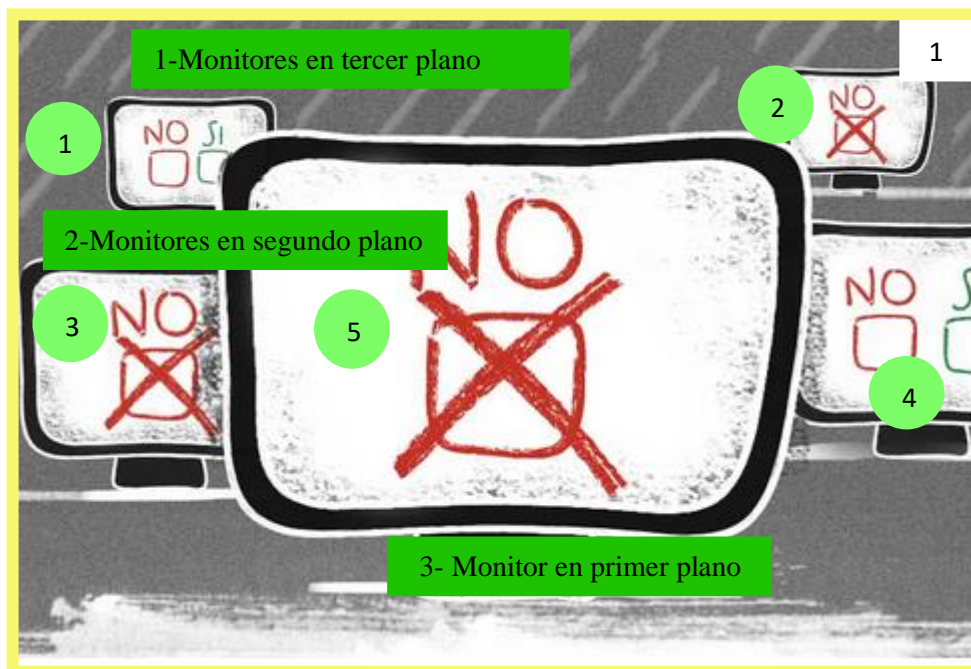 1-Monitores en tercer plano
1
1
2
NO SI
NO
2-Monitores en segundo plano
NO
3
NO
5
NO S
4
3- Monitor en primer plano